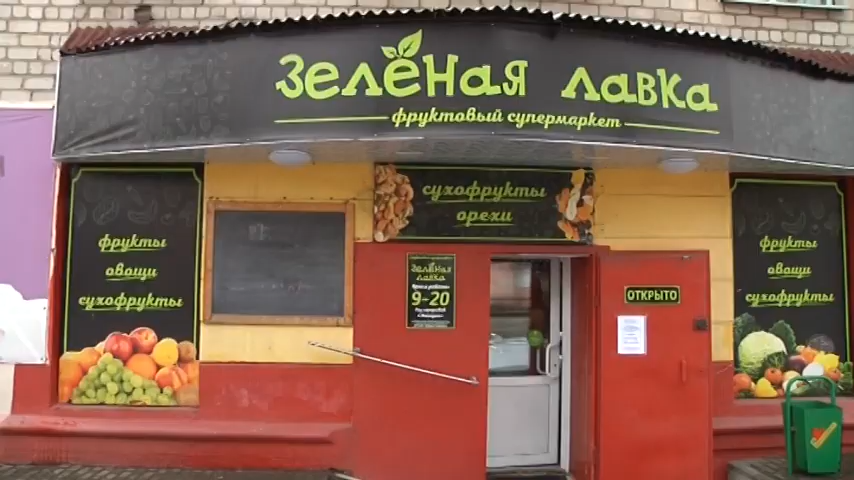 Зелёная лавка
фруктовый супермаркет
сухофрукты
орехи
фрукты
овощи
сухофрукты
Зелёная
лавка
9-20
ОТКРЫТО
фрукты
овощи
сухофрукты